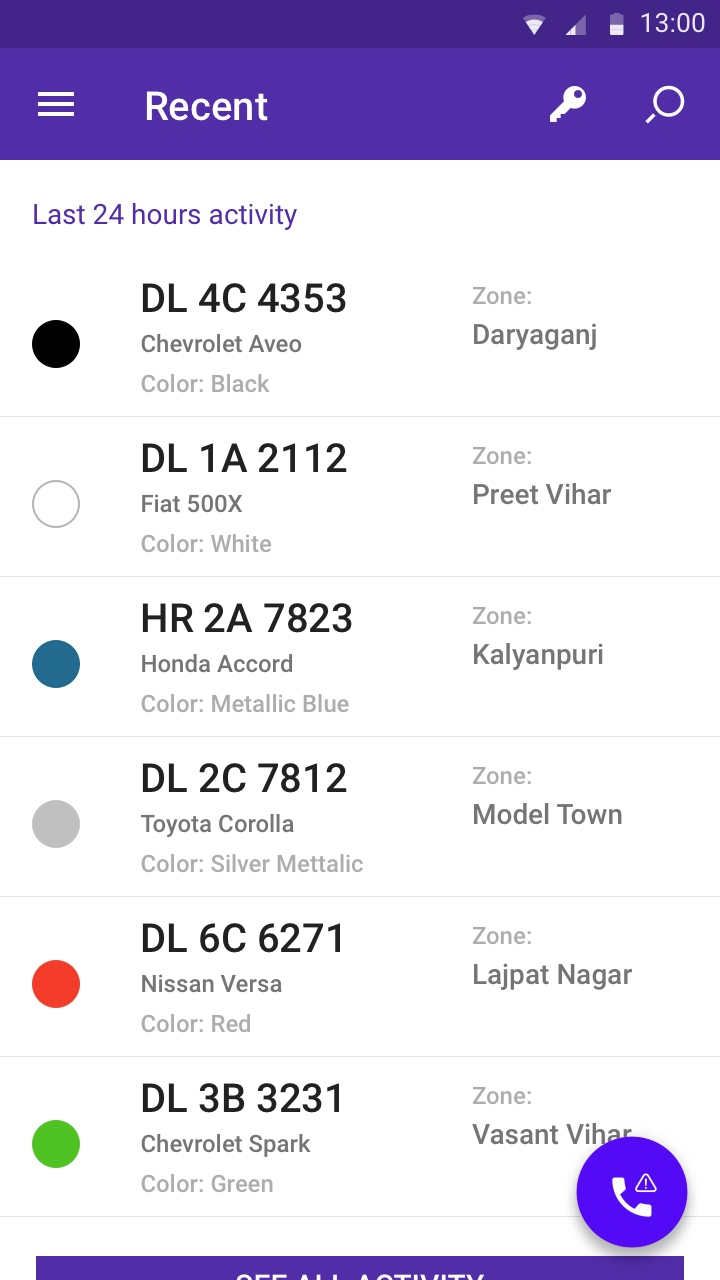 13:00
Recent
Last 24 hours activity
DL 4C 4353
Chevrolet Aveo
Color: Black
Zone:
Daryaganj
DL 1A 2112
Fiat 500X
Color: White
Zone:
Preet Vihar
HR 2A 7823
Honda Accord
Color: Metallic Blue
Zone:
Kalyanpuri
DL 2C 7812
Toyota Corolla
Color: Silver Mettalic
Zone:
Model Town
DL 6C 6271
Nissan Versa
Color: Red
Zone:
Lajpat Nagar
DL 3B 3231
Chevrolet Spark
Color: Green
Zone:
Vasant Vihar
SEE ALL ACTIVITY